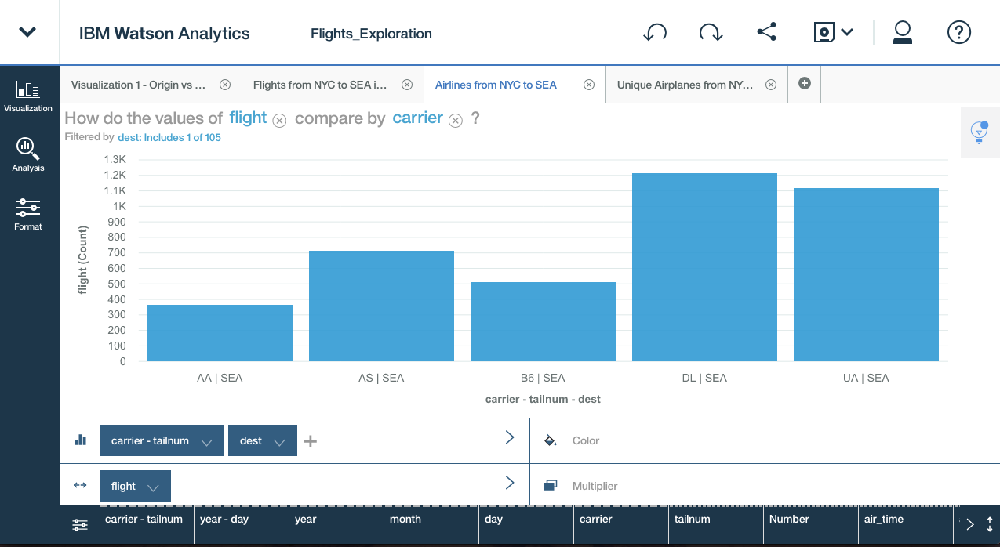 IBM Watson Analytics
Flights_Exploration
?
Visualization 1 - Origin vs ...
Flights from NYC to SEA i...
Airlines from NYC to SEA
Unique Airplanes from NY...
Visualization
Analysis
Format
How do the values of flight compare by carrier ?
Filtered by dest: Includes 1 of 105
1.3K
1.2K
1.1K
1K
900
800
700
600
500
400
300
200
100
0
flight (Count)
AA | SEA
AS | SEA
B6 | SEA
DL | SEA
UA | SEA
carrier - tailnum - dest
carrier - tailnum
dest
Color
flight
Multiplier
carrier - tailnum
year - day
year
month
day
carrier
tailnum
Number
air_time